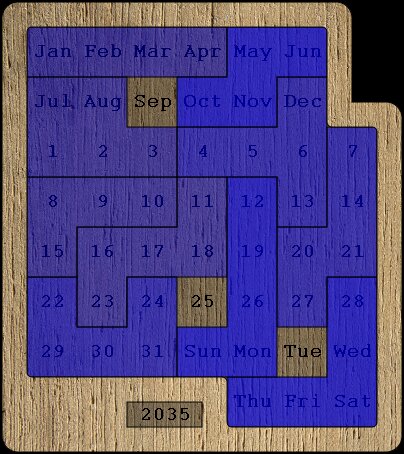 Jan Feb Mar Apr May Jun
Jul Aug Sep Oct Nov Dec
1 2 3 4 5 6 7
8 9 10 11 12 13 14
15 16 17 18 19 20 21
22 23 24 25 26 27 28
29 30 31 Sun Mon Tue Wed
Thu Fri Sat
2035